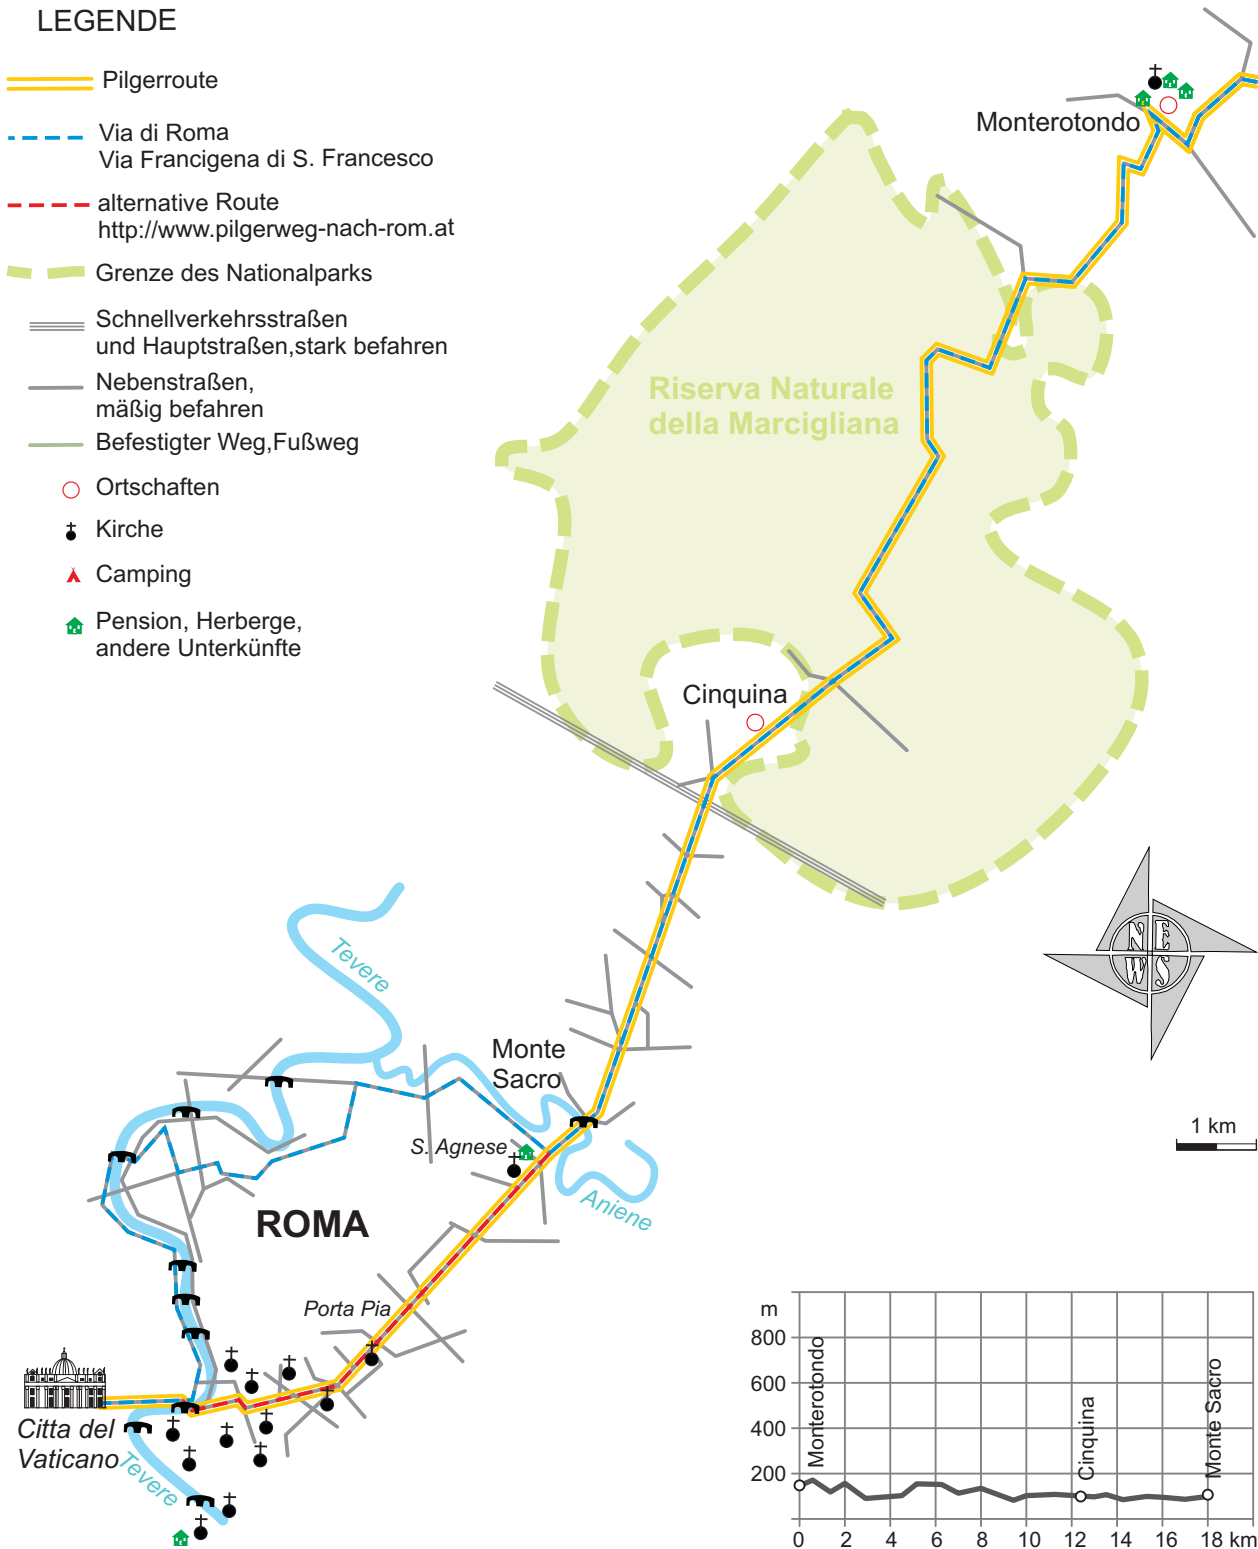 LEGENDE
Pilgerroute
Via di Roma
Via Francigena di S. Francesco
alternative Route
http://www.pilgerweg-nach-rom.at
Grenze des Nationalparks
Schnellverkehrsstraßen
und Hauptstraßen,stark befahren
Nebenstraßen,
mäßig befahren
Befestigter Weg,Fußweg
Ortschaften
Kirche
Camping
Pension, Herberge,
andere Unterkünfte
Monterotondo
Riserva Naturale
della Marcigliana
Cinquina
Tevere
Monte
Sacro
S. Agnese
Aniene
ROMA
Porta Pia
Citta del
Vaticano
Tevere
N E
W S
1 km
m
800
600
400
200
Monterotondo
Cinquina
Monte Sacro
0 2 4 6 8 10 12 14 16 18 km